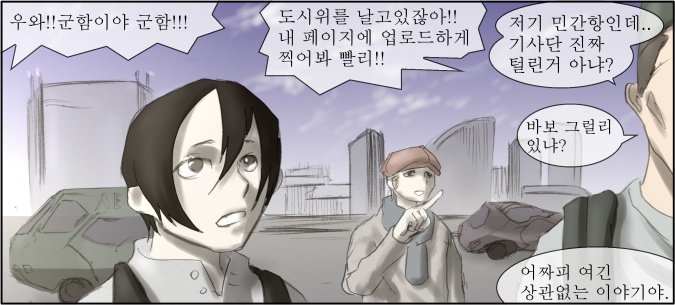 우와!!군함이야 군함!!!
도시위를 날고있잖아!!
내 페이지에 업로드하게
찍어봐 빨리!!
저기 민간항인데..
기사단 진짜
털린거 아냐?
바보 그럴리
있냐?
어짜피 여긴
상관없는 이야기야.